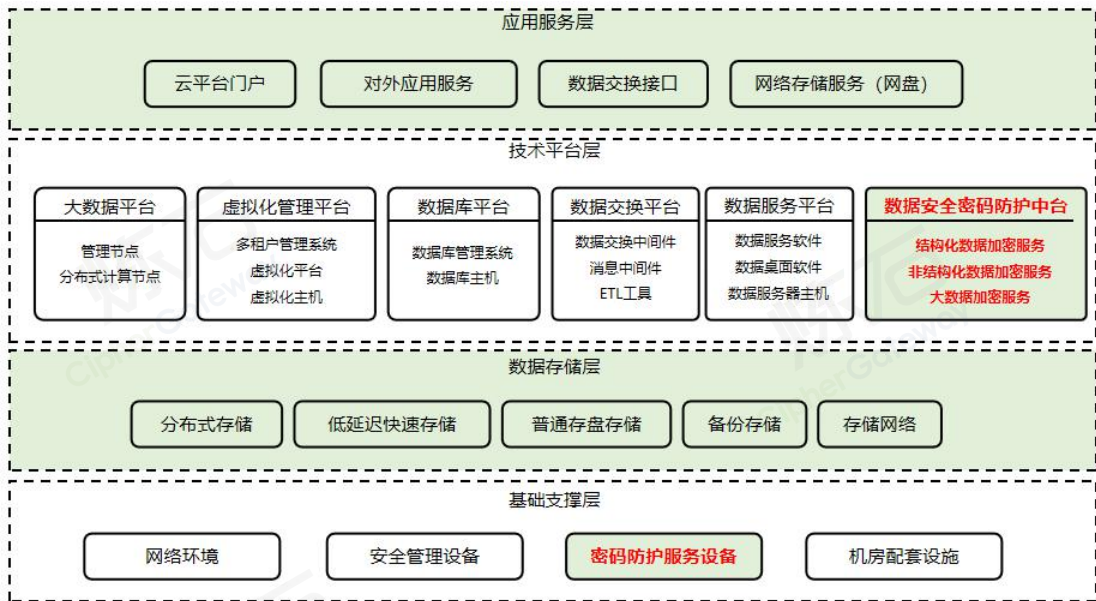 应用服务层
云平台门户
对外应用服务
数据交换接口
网络存储服务（网盘）
技术平台层
大数据平台
管理节点
分布式计算节点
虚拟化管理平台
多租户管理系统
虚拟化平台
虚拟化主机
数据库平台
数据库管理系统
数据库主机
数据交换平台
数据交换中间件
消息中间件
ETL工具
数据服务平台
数据服务软件
数据桌面软件
数据服务器主机
数据安全密码防护中台
结构化数据加密服务
非结构化数据加密服务
大数据加密服务
数据存储层
分布式存储
低延迟快速存储
普通存盘存储
备份存储
存储网络
基础支撑层
网络环境
安全管理设备
密码防护服务设备
机房配套设施
炼石
CipherGateway
炼石
CipherGateway